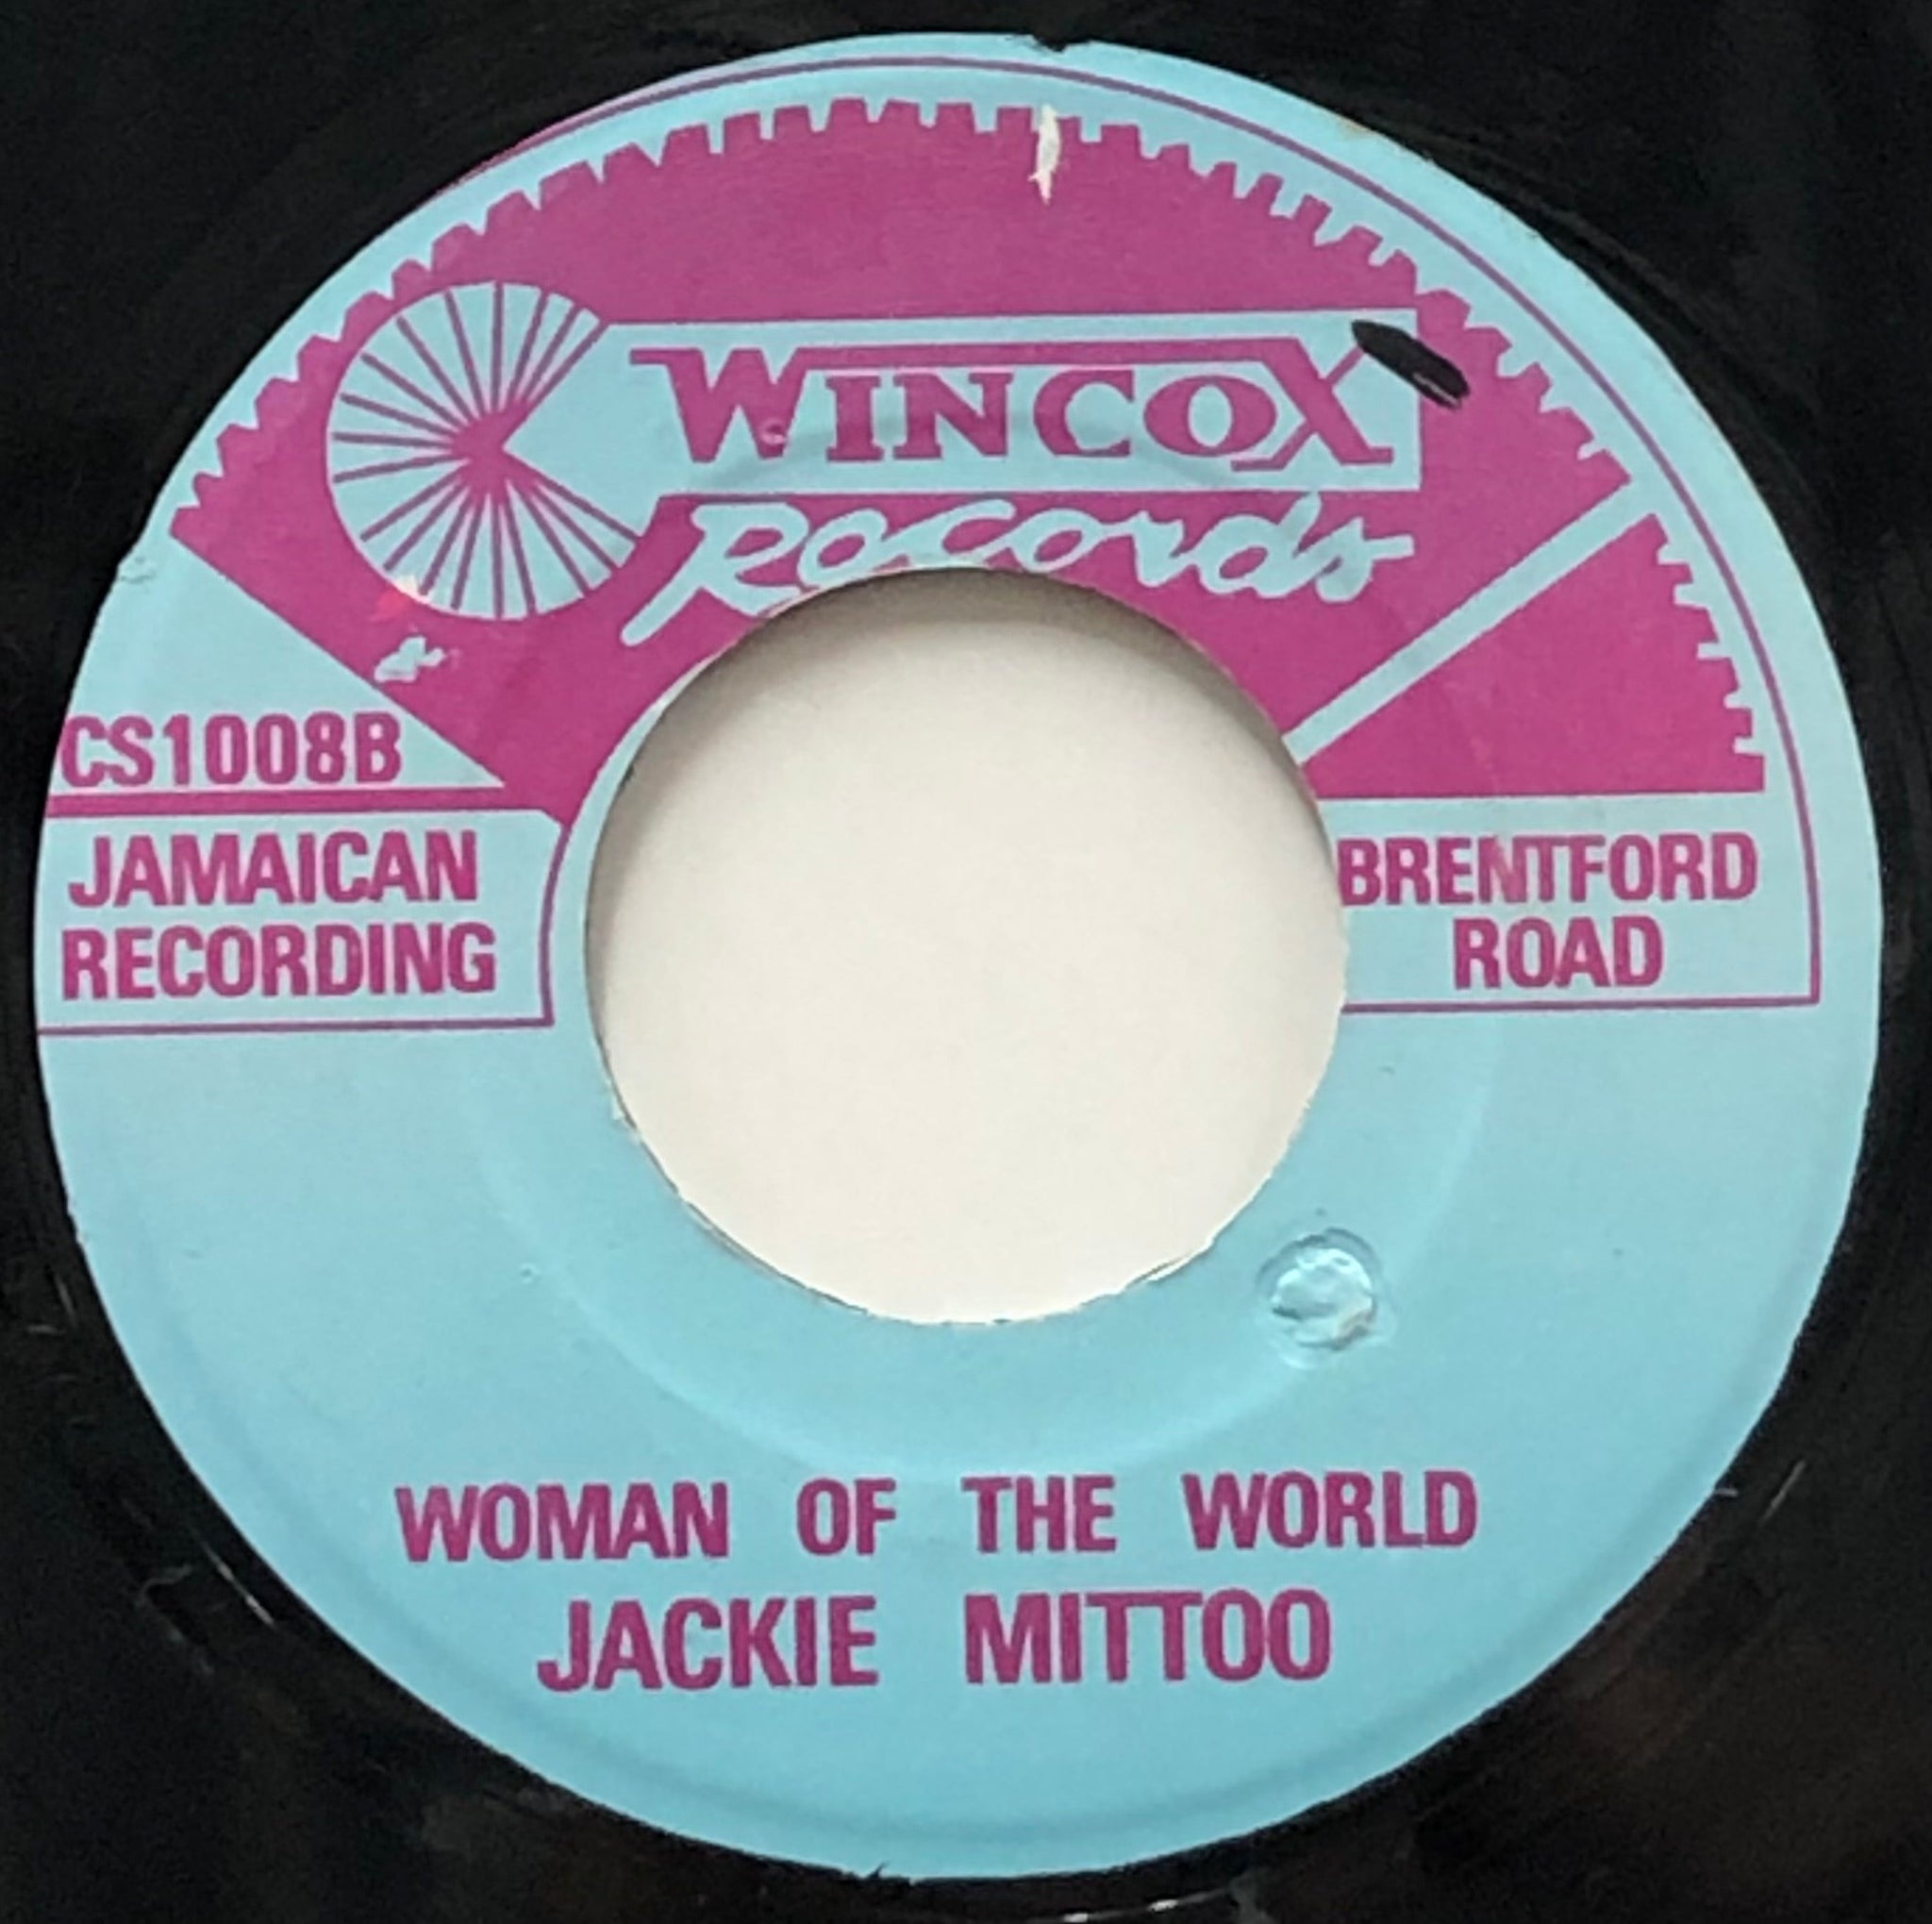 WINCOX
Records
CS1008B
JAMAICAN
RECORDING
BRENTFORD
ROAD
WOMAN OF THE WORLD
JACKIE MITTOO